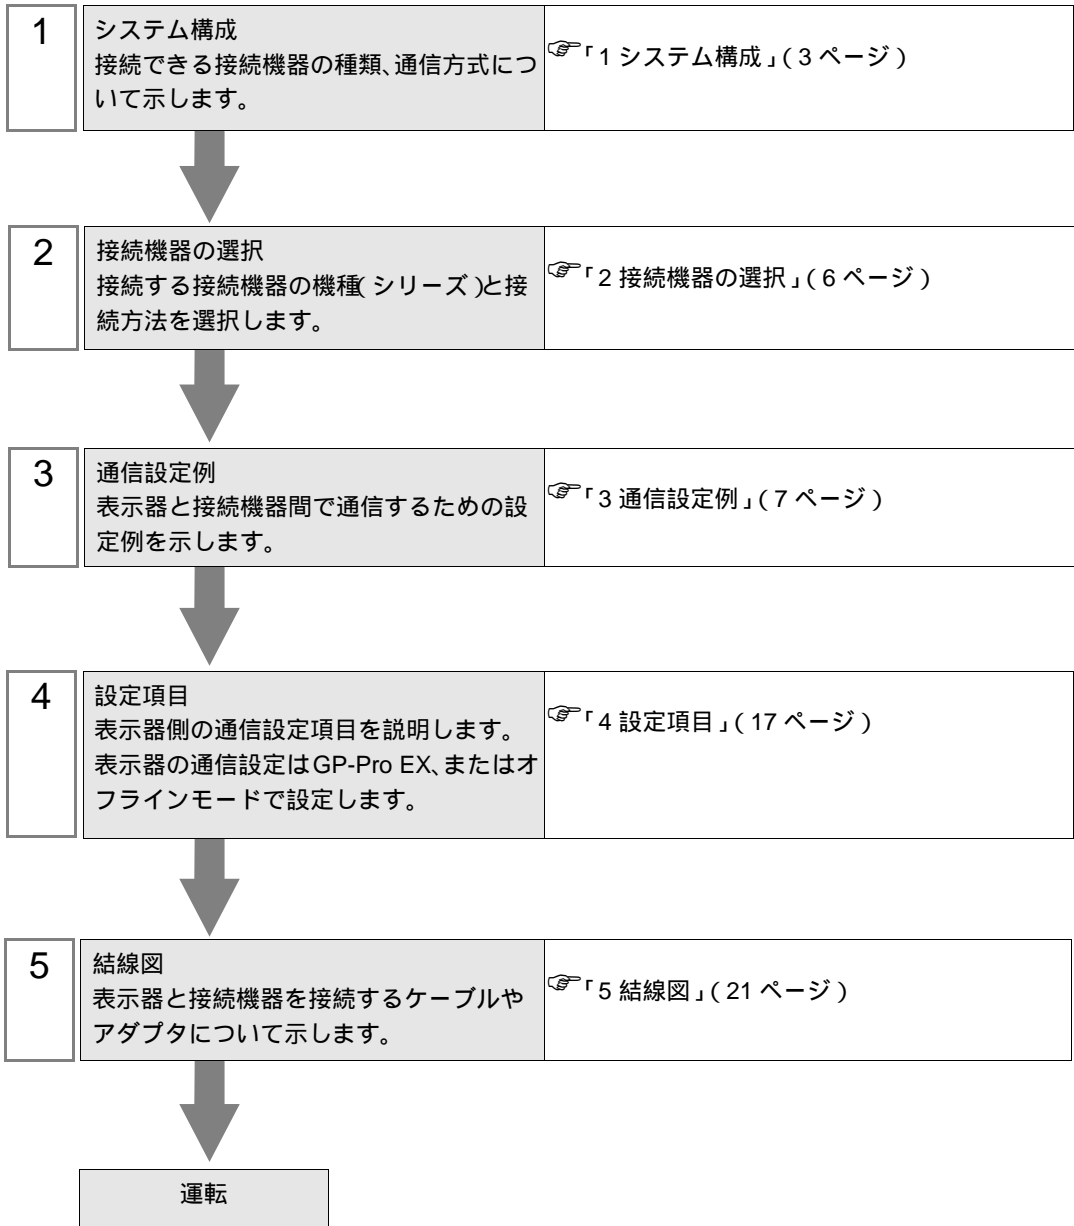 1
システム構成
接続できる接続機器の種類、通信方式につ
いて示します。
☞「1 システム構成」( 3 ページ )
2
接続機器の選択
接続する接続機器の機種( シリーズ )と接
続方法を選択します。
☞「2 接続機器の選択」( 6 ページ )
3
通信設定例
表示器と接続機器間で通信するための設
定例を示します。
☞「3 通信設定例」( 7 ページ )
4
設定項目
表示器側の通信設定項目を説明します。
表示器の通信設定はGP-Pro EX、またはオ
フラインモードで設定します。
☞「4 設定項目」( 17 ページ )
5
結線図
表示器と接続機器を接続するケーブルや
アダプタについて示します。
☞「5 結線図」( 21 ページ )
運転